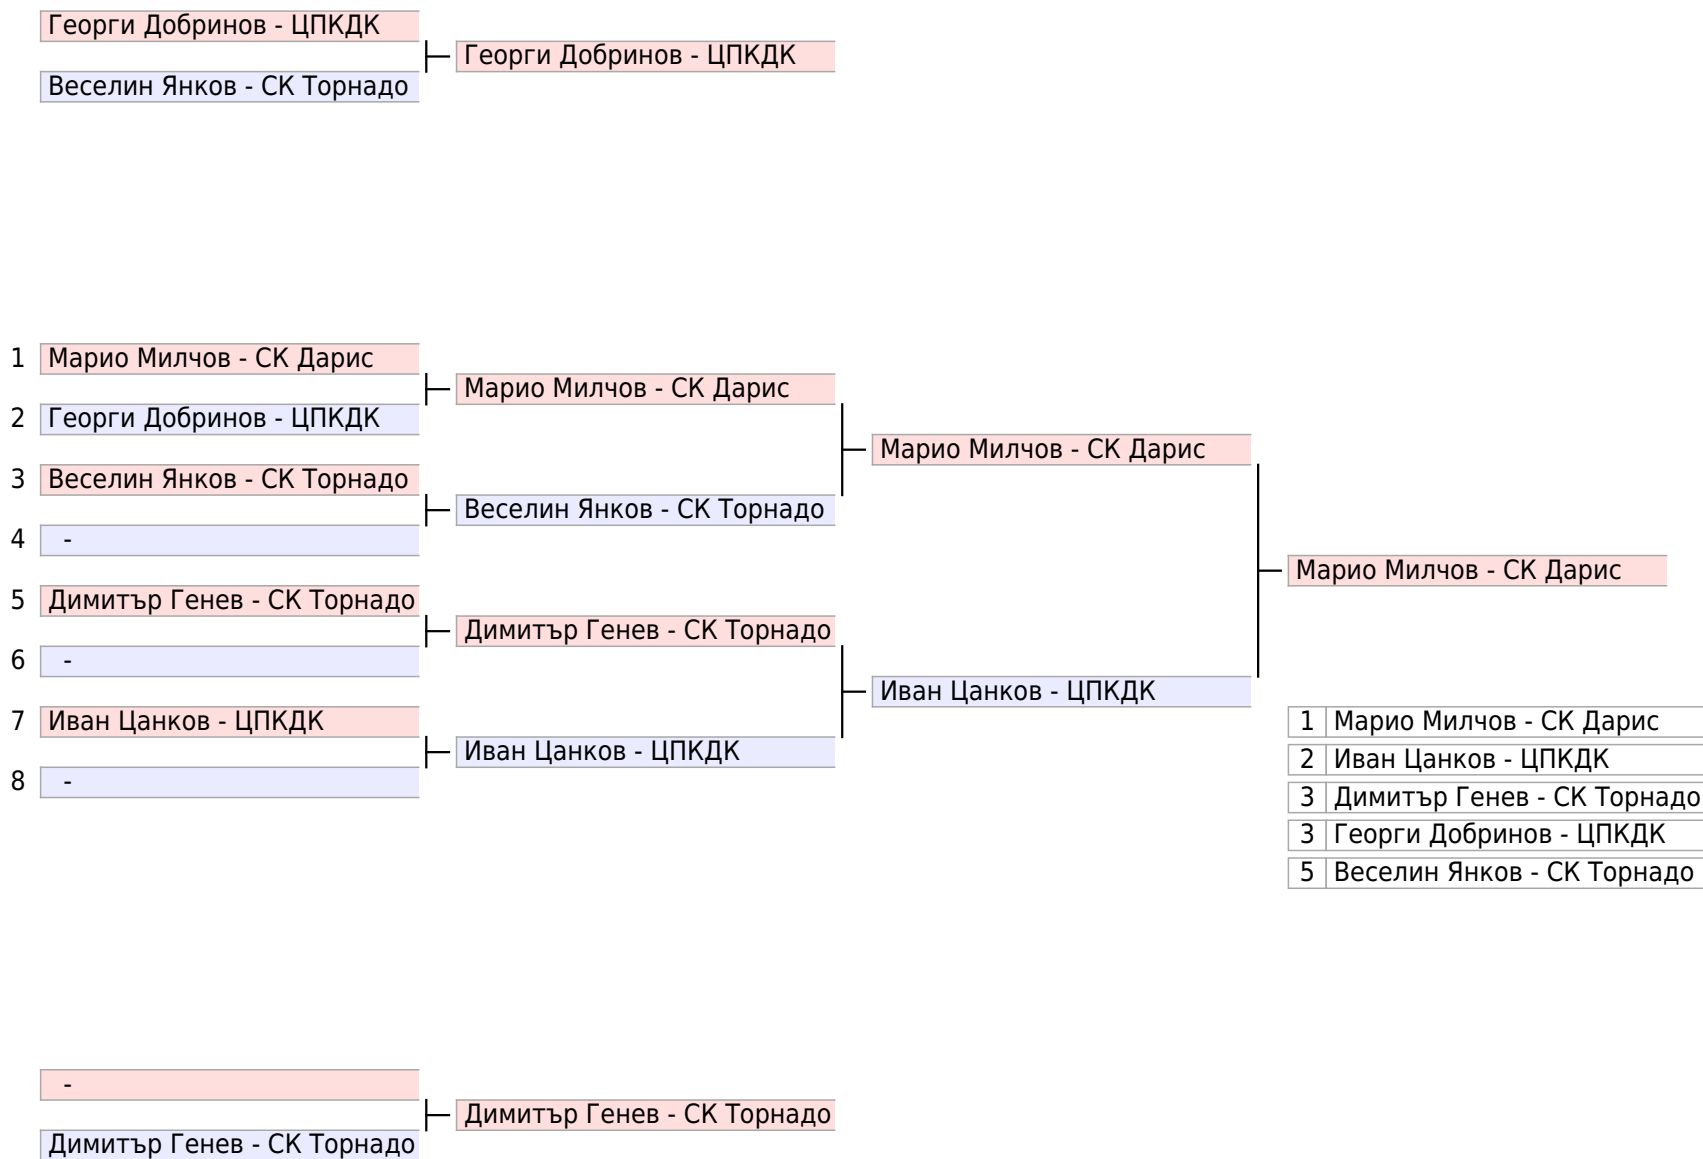 Георги Добринов - ЦПКДК
Георги Добринов - ЦПКДК
Веселин Янков - СК Торнадо
1 Марио Милчов - СК Дарис
Марио Милчов - СК Дарис
2 Георги Добринов - ЦПКДК
Марио Милчов - СК Дарис
3 Веселин Янков - СК Торнадо
Веселин Янков - СК Торнадо
4 -
Марио Милчов - СК Дарис
5 Димитър Генев - СК Торнадо
Димитър Генев - СК Торнадо
6 -
Иван Цанков - ЦПКДК
7 Иван Цанков - ЦПКДК
Иван Цанков - ЦПКДК
8 -
1 Марио Милчов - СК Дарис
2 Иван Цанков - ЦПКДК
3 Димитър Генев - СК Торнадо
3 Георги Добринов - ЦПКДК
5 Веселин Янков - СК Торнадо
-
Димитър Генев - СК Торнадо
Димитър Генев - СК Торнадо